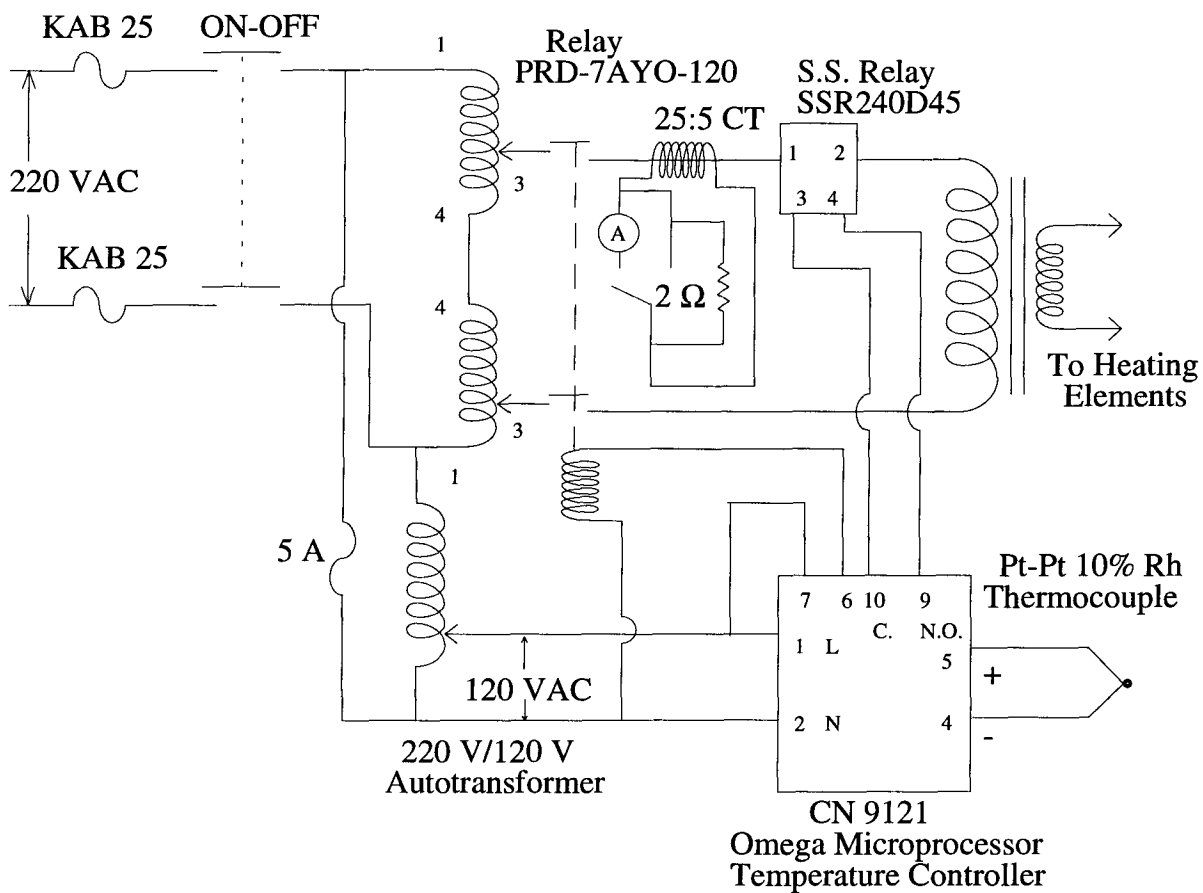 KAB 25
ON-OFF
1
Relay
PRD-7AYO-120
S.S. Relay
SSR240D45
25:5 CT
1 2
3 4
3
4
220 VAC
A
KAB 25
4
2 Ω
3
1
To Heating
Elements
5 A
7 6 10 9
C. N.O.
1 L
5
+
Pt-Pt 10% Rh
Thermocouple
120 VAC
2 N
4
-
220 V/120 V
Autotransformer
CN 9121
Omega Microprocessor
Temperature Controller